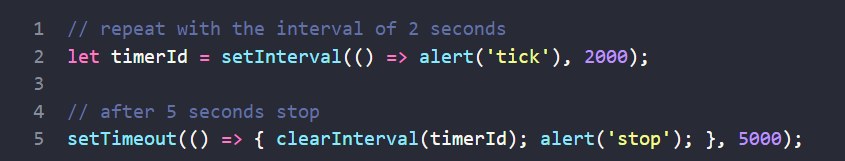 1 // repeat with the interval of 2 seconds
2 let timerId = setInterval(() => alert('tick'), 2000);
3
4 // after 5 seconds stop
5 setTimeout(() => { clearInterval(timerId); alert('stop'); }, 5000);